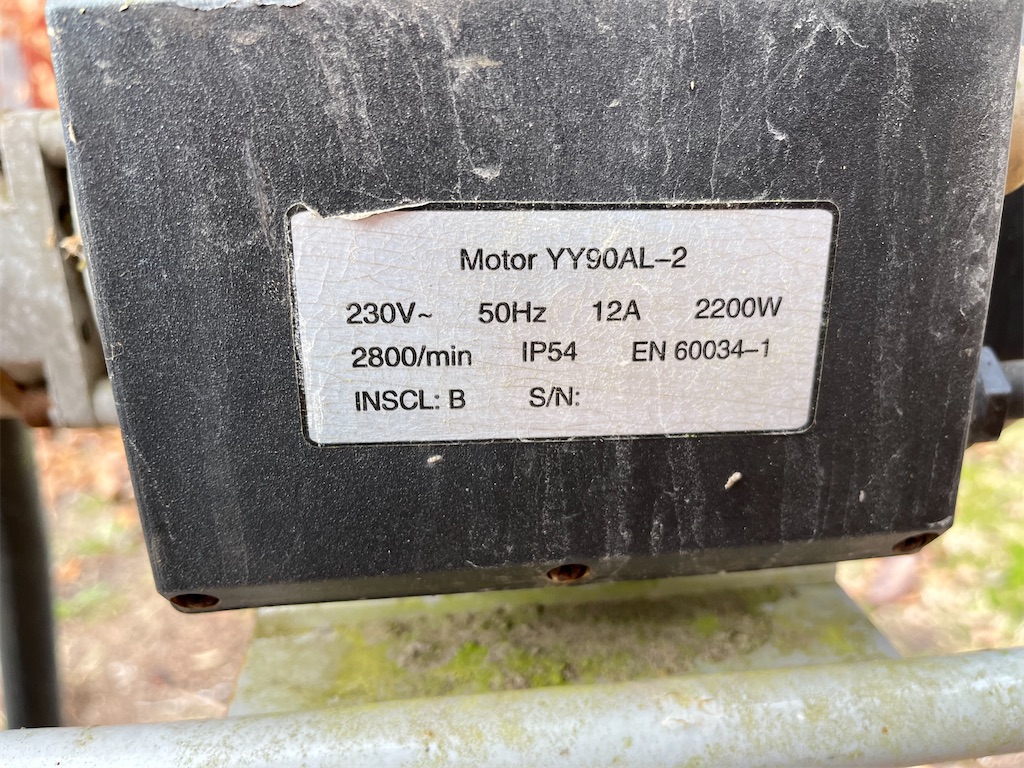 Motor YY90AL-2
230V~ 50Hz 12A 2200W
2800/min IP54 EN 60034-1
INSCL: B S/N: